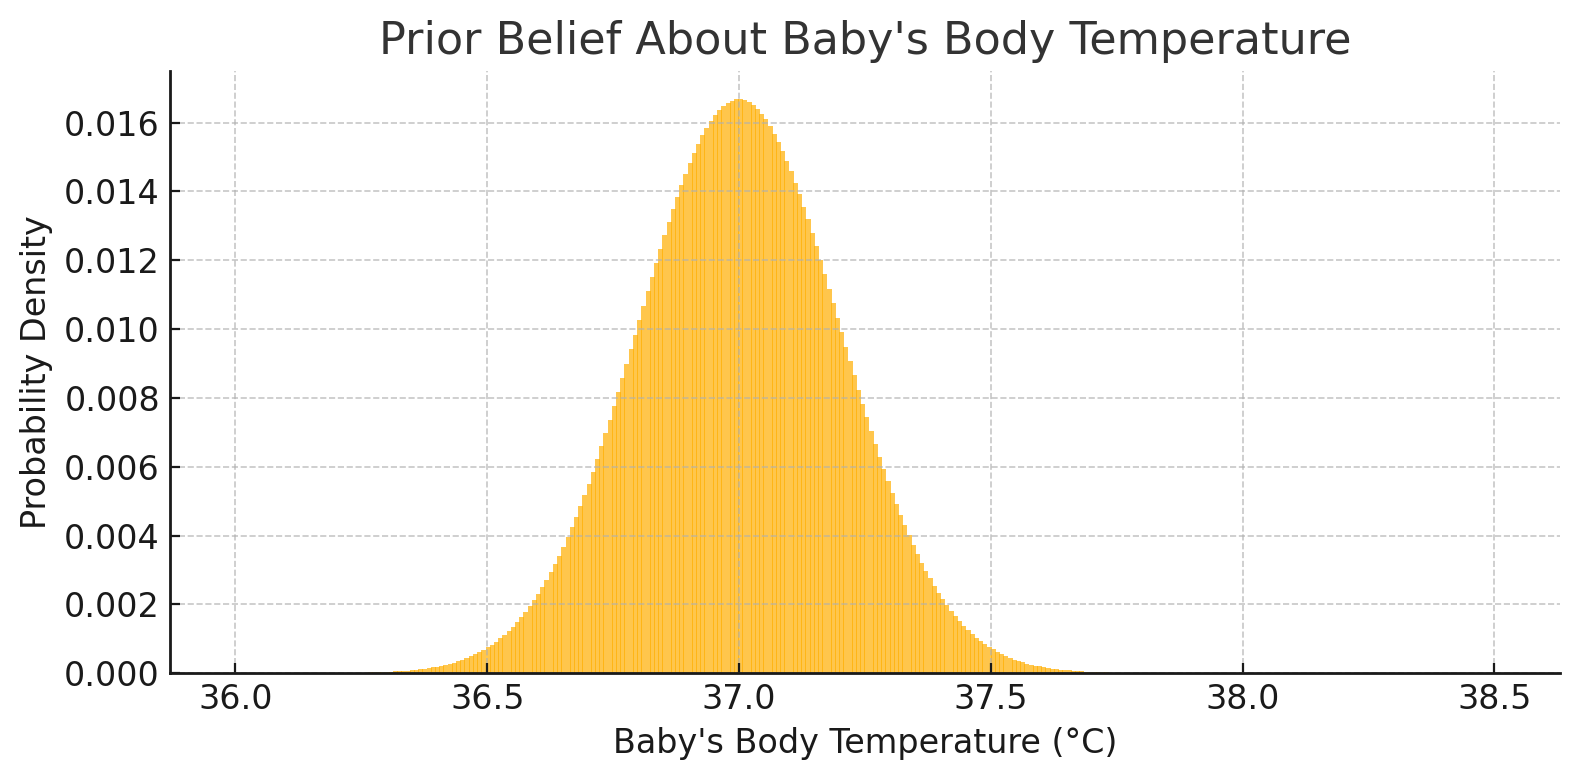 Prior Belief About Baby's Body Temperature
Probability Density
0.016
0.014
0.012
0.010
0.008
0.006
0.004
0.002
0.000
36.0 36.5 37.0 37.5 38.0 38.5
Baby's Body Temperature (°C)